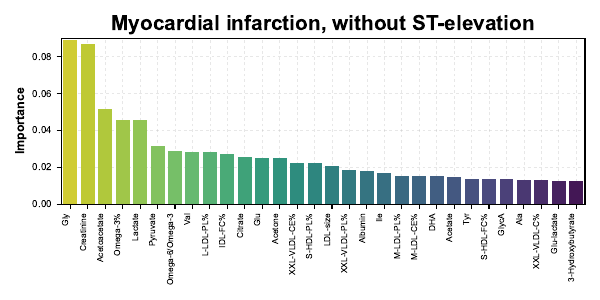 Myocardial infarction, without ST-elevation
Importance
0.08
0.06
0.04
0.02
0.00
Gly
Creatinine
Acetoacetate
Omega-3%
Lactate
Pyruvate
Omega-6/Omega-3
Val
L-LDL-PL%
IDL-FC%
Citrate
Glu
Acetone
XXL-VLDL-CE%
S-HDL-PL%
LDL-size
XXL-VLDL-PL%
Albumin
Ile
M-LDL-PL%
M-LDL-CE%
DHA
Acetate
Tyr
S-HDL-FC%
GlycA
Ala
XXL-VLDL-C%
Glu-lactate
3-Hydroxybutyrate